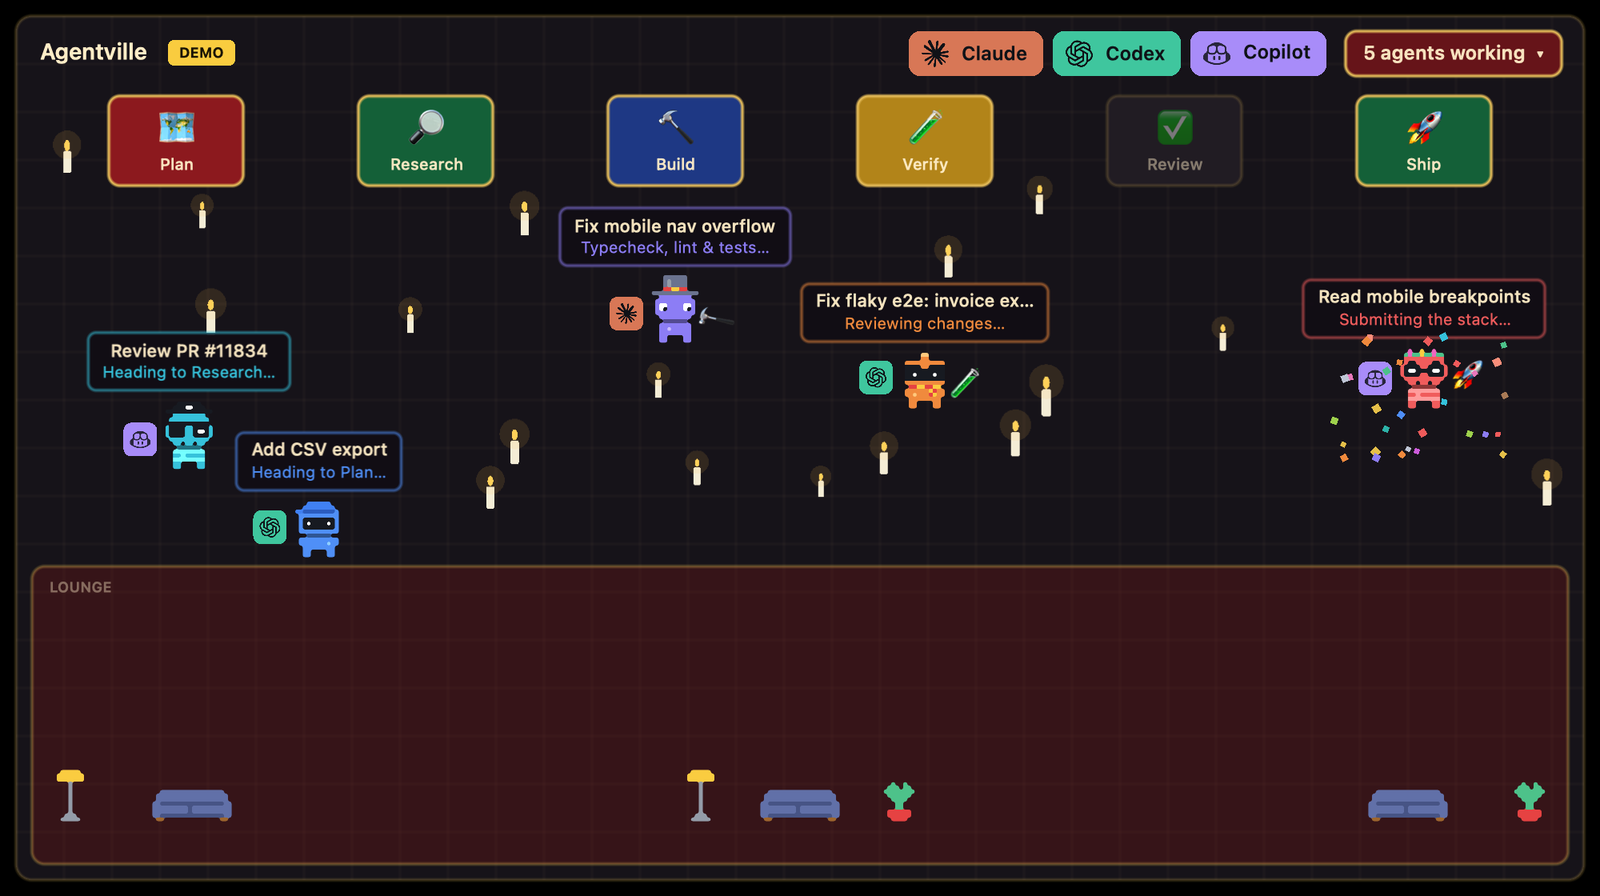 Agentville
DEMO
Claude
Codex
Copilot
5 agents working ▾
Plan
Research
Build
Verify
Review
Ship
Fix mobile nav overflow
Typecheck, lint & tests...
Fix flaky e2e: invoice ex...
Reviewing changes...
Read mobile breakpoints
Submitting the stack...
Review PR #11834
Heading to Research...
Add CSV export
Heading to Plan...
LOUNGE